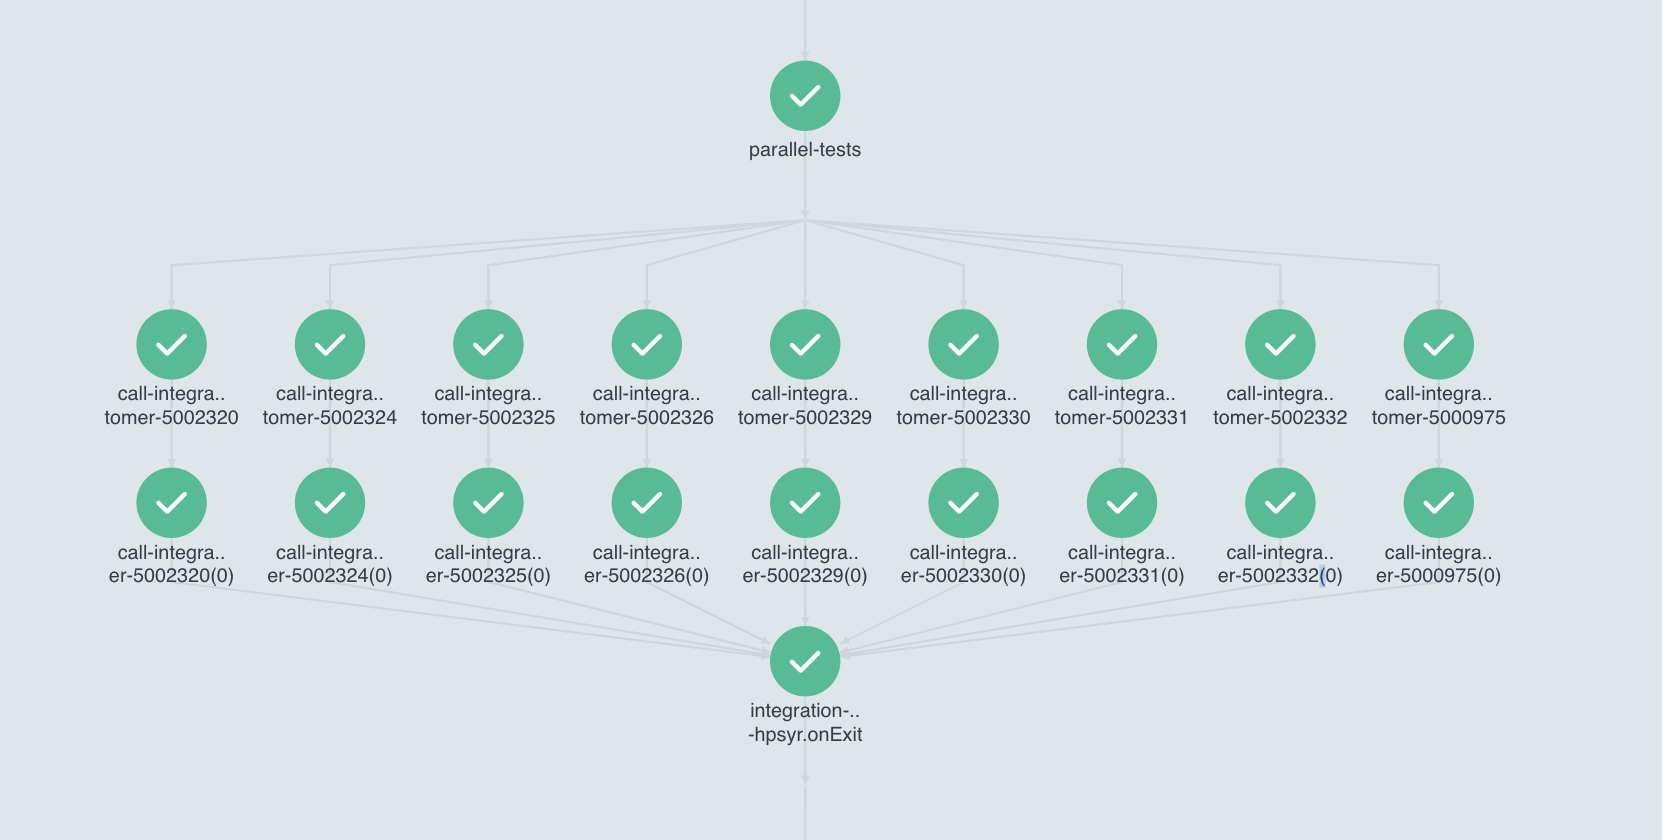 parallel-tests
call-integra..
tomer-5002320
call-integra..
tomer-5002324
call-integra..
tomer-5002325
call-integra..
tomer-5002326
call-integra..
tomer-5002329
call-integra..
tomer-5002330
call-integra..
tomer-5002331
call-integra..
tomer-5002332
call-integra..
tomer-5000975
call-integra..
er-5002320(0)
call-integra..
er-5002324(0)
call-integra..
er-5002325(0)
call-integra..
er-5002326(0)
call-integra..
er-5002329(0)
call-integra..
er-5002330(0)
call-integra..
er-5002331(0)
call-integra..
er-5002332(0)
call-integra..
er-5000975(0)
integration-..
-hpsyr.onExit